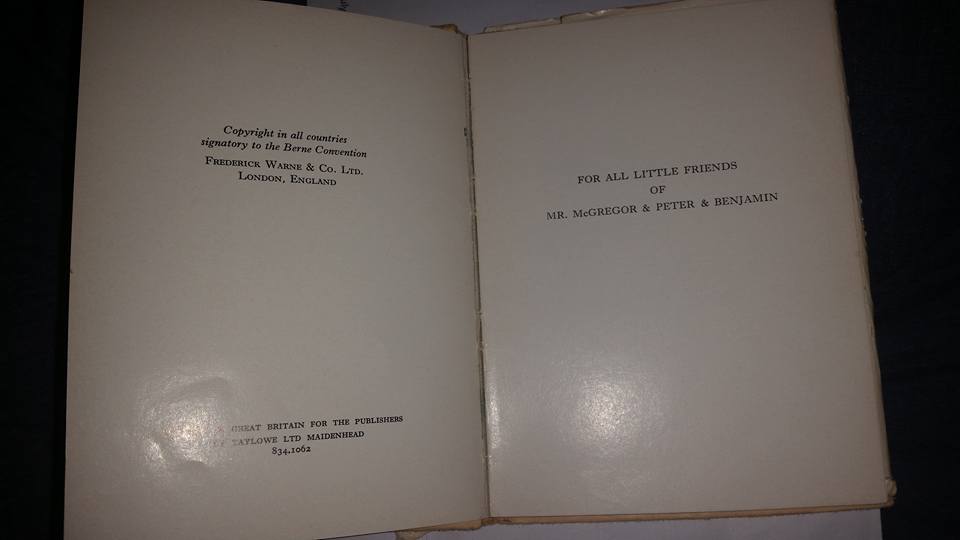 Copyright in all countries
signatory to the Berne Convention
FREDERICK WARNE & CO. LTD.
LONDON, ENGLAND
GREAT BRITAIN FOR THE PUBLISHERS
TAYLOWE LTD MAIDENHEAD
834.1062
FOR ALL LITTLE FRIENDS
OF
MR. McGREGOR & PETER & BENJAMIN